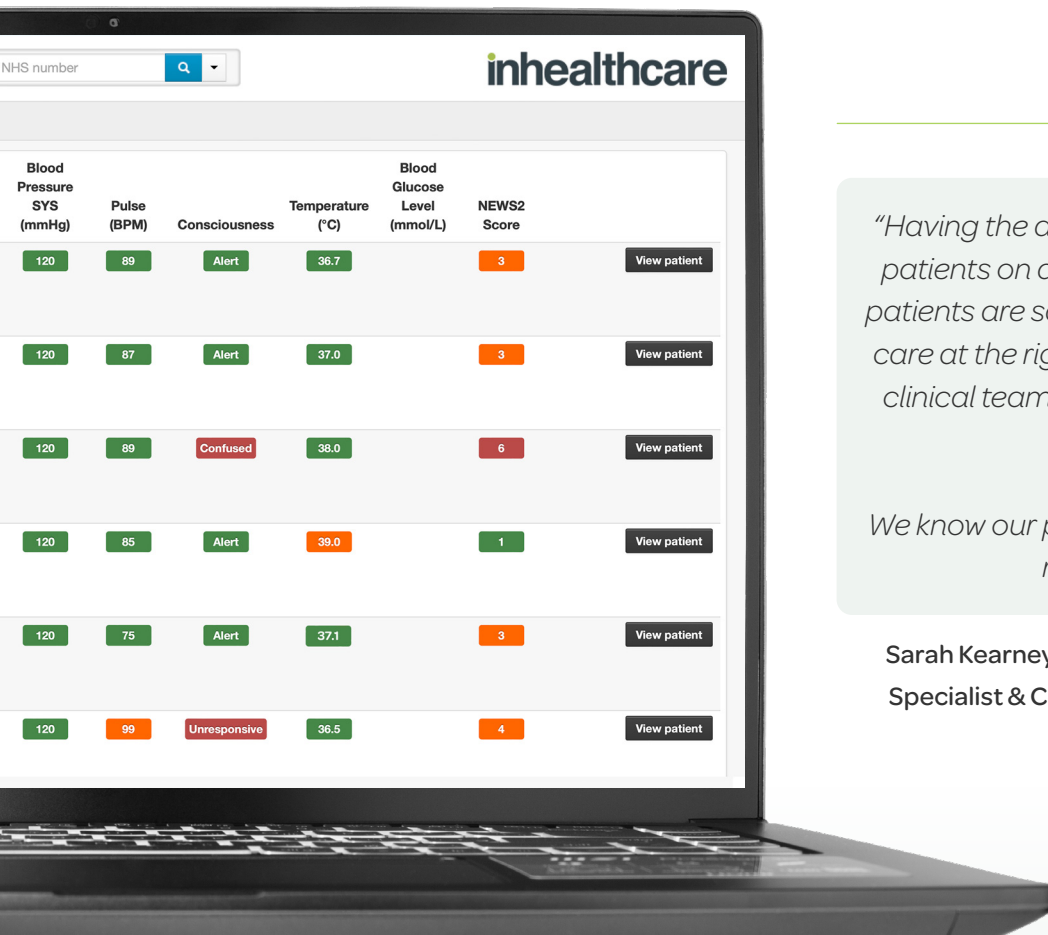 NHS number
inhealthcare
Blood Pressure SYS (mmHg) Pulse (BPM) Consciousness Temperature (°C) Blood Glucose Level (mmol/L) NEWS2 Score
120 89 Alert 36.7 3 View patient
120 87 Alert 37.0 3 View patient
120 89 Confused 38.0 6 View patient
120 85 Alert 39.0 1 View patient
120 75 Alert 37.1 3 View patient
120 99 Unresponsive 36.5 4 View patient
“Having the
patients on
patients are
care at the
clinical team
We know our
Sarah Kearney
Specialist &